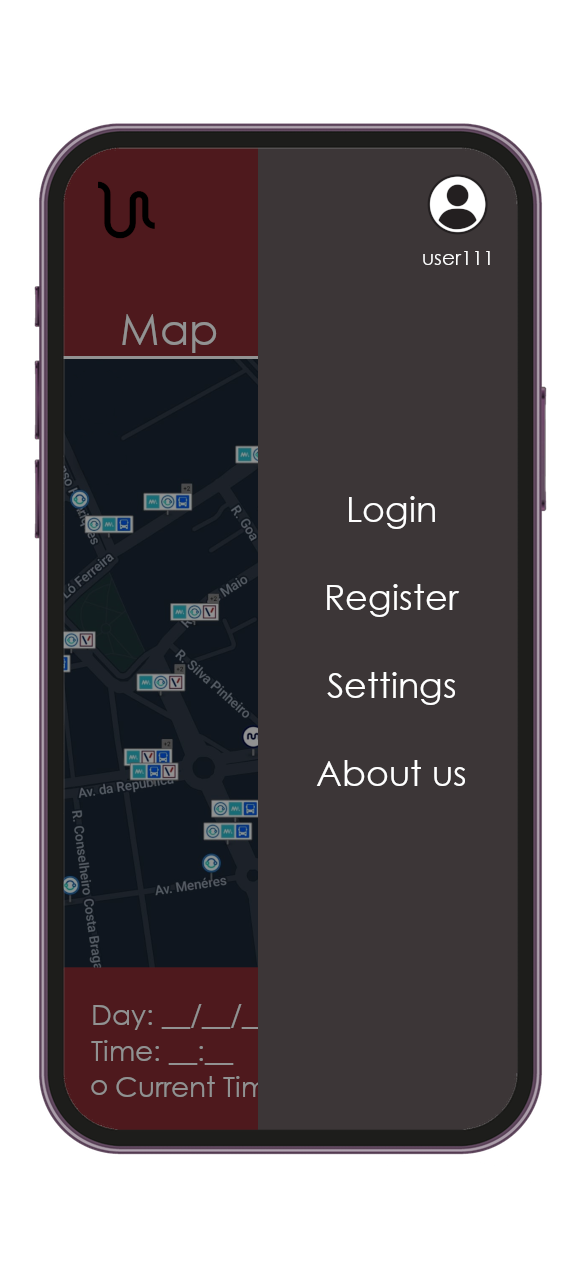 user111
Map
Login
Register
Settings
About us
R. Goa
Ló Ferreira
Maio
R. Silva Pinheiro
Av. da República
R. Conselheiro Costa Braga
Av. Menéres
Day: __/__/_
Time: __:__
o Current Tim